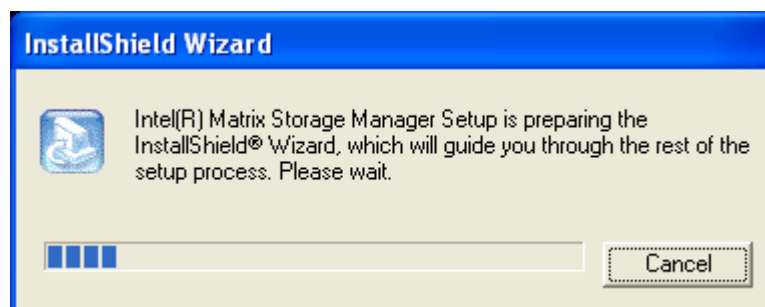 InstallShield Wizard
Intel(R) Matrix Storage Manager Setup is preparing the
InstallShield® Wizard, which will guide you through the rest of the
setup process. Please wait.
Cancel